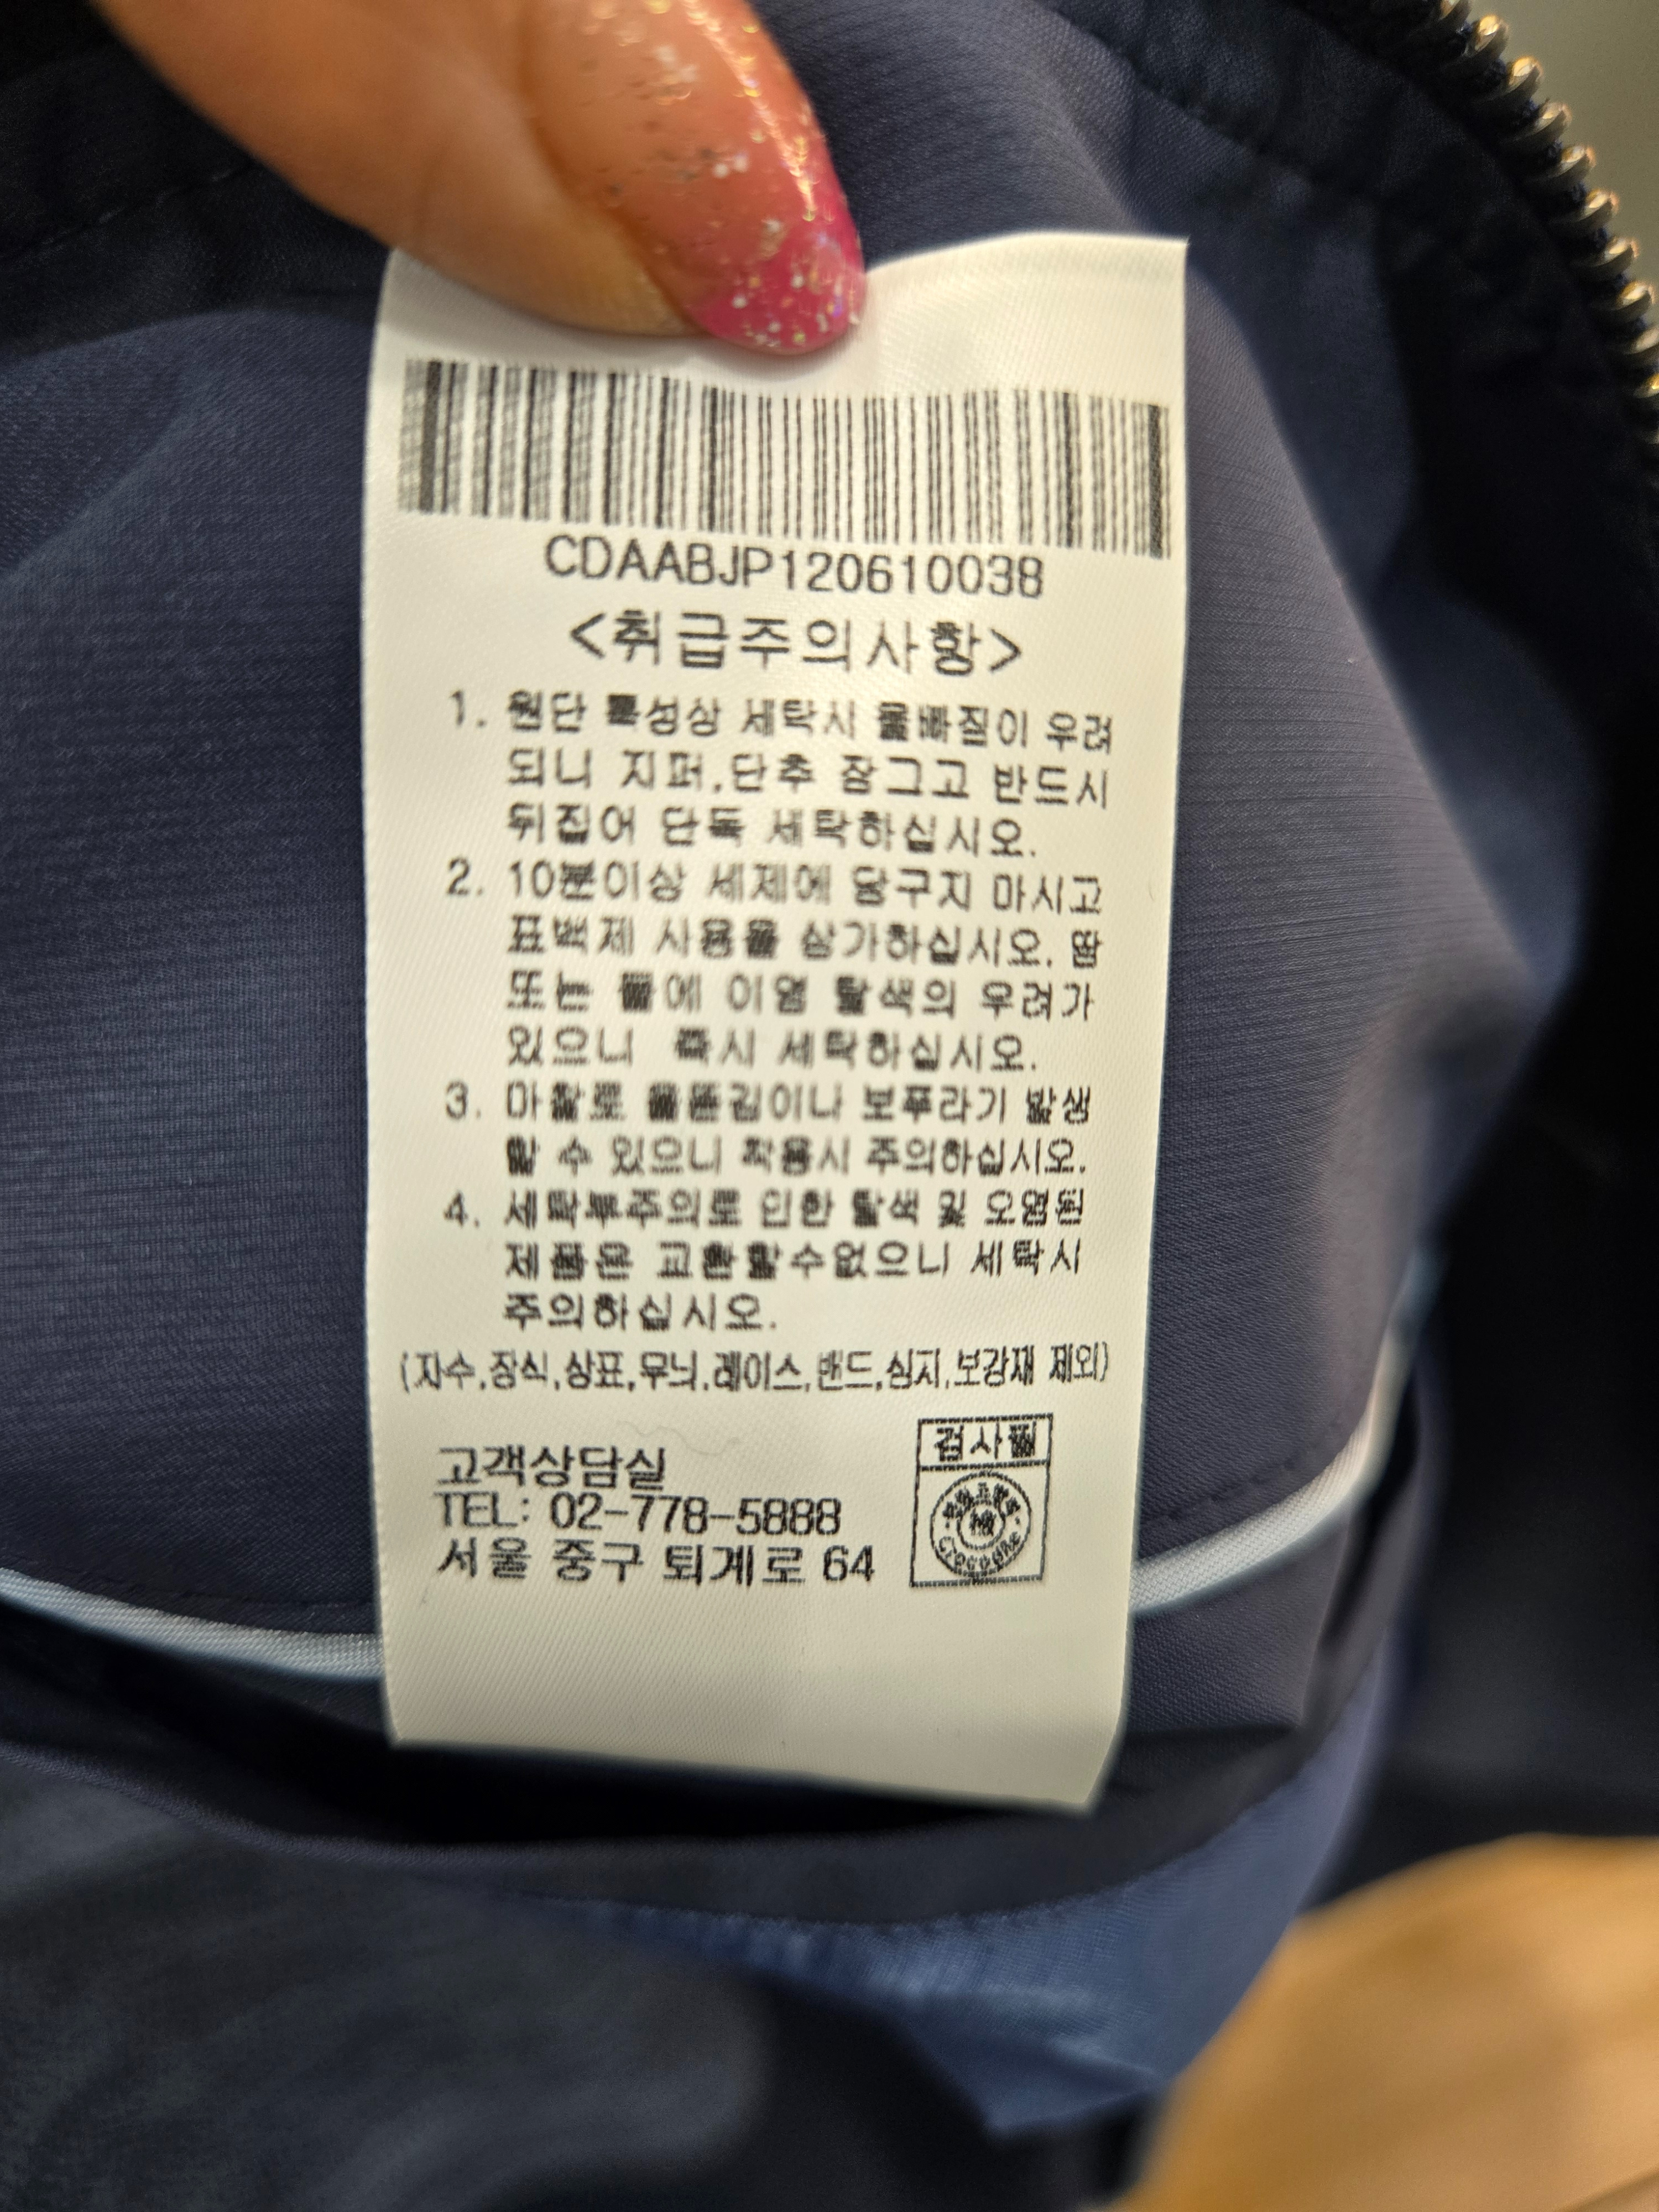 CDAABJP120610038
<취급주의사항>
1. 원단 특성상 세탁시 물빠짐이 우려
되니 지퍼,단추 잠그고 반드시
뒤집어 단독 세탁하십시오.
2. 10분이상 세제에 담구지 마시고
표백제 사용을 삼가하십시오. 땀
또는 물에 이염 탈색의 우려가
있으니 즉시 세탁하십시오.
3. 마찰로 올뜯김이나 보푸라기 발생
할 수 있으니 착용시 주의하십시오.
4. 세탁부주의로 인한 탈색 및 오염된
제품은 교환할수없으니 세탁시
주의하십시오.
(자수,장식,상표,무늬,레이스,밴드,심지,보강재 제외)
고객상담실
TEL: 02-778-5888
서울 중구 퇴계로 64
검사필